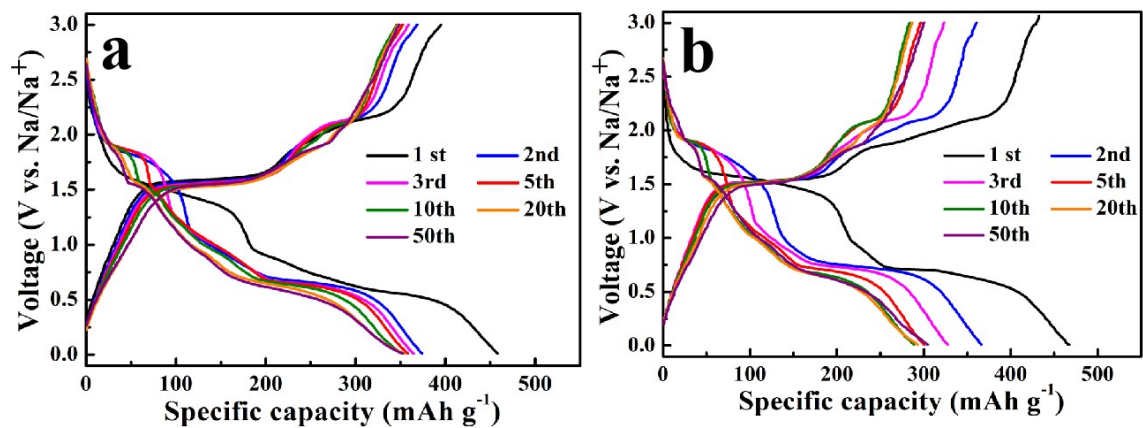 a
Voltage (V vs. Na/Na+)
3.0
2.5
2.0
1.5
1.0
0.5
0.0
1 st 2nd
3rd 5th
10th 20th
50th
0 100 200 300 400 500
Specific capacity (mAh g-1)
b
Voltage (V vs. Na/Na+)
3.0
2.5
2.0
1.5
1.0
0.5
0.0
1 st 2nd
3rd 5th
10th 20th
50th
0 100 200 300 400 500
Specific capacity (mAh g-1)